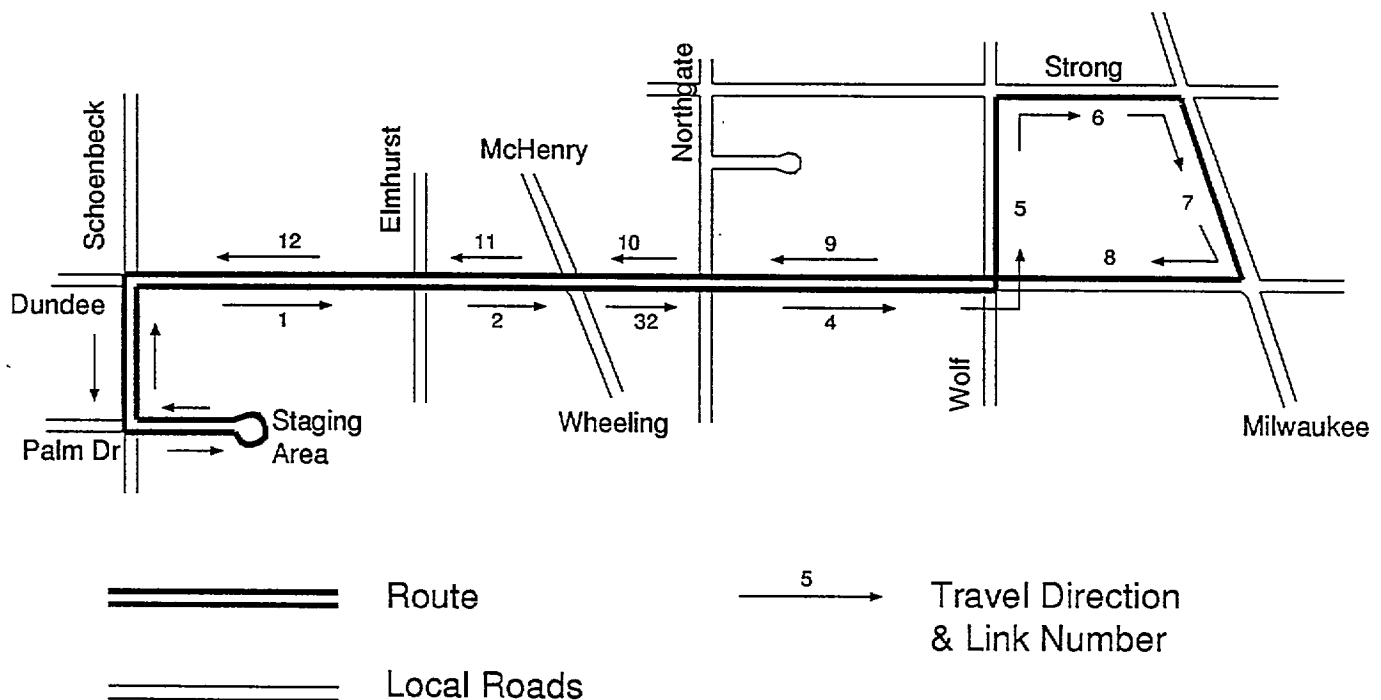 Strong
6
Northgate
McHenry
Schoenbeck
Elmhurst
5
7
12
11
10
9
8
Dundee
1
2
32
4
Wolf
Staging
Area
Wheeling
Palm Dr
Milwaukee
Route
5
Travel Direction
& Link Number
Local Roads